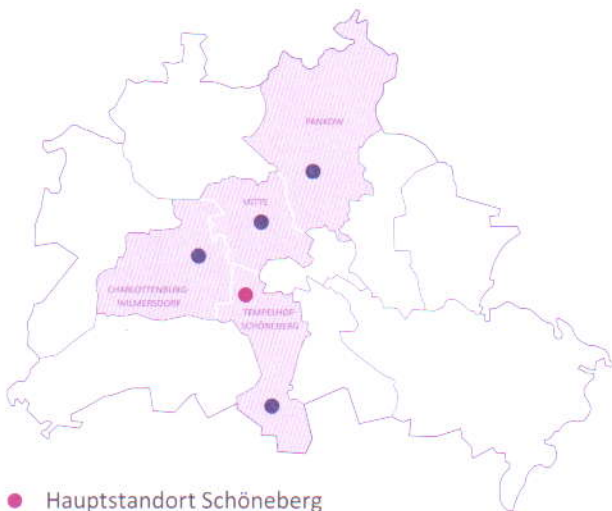 PANKOW
MITTE
CHARLOTTENBURG-
WILMERSDORF
TEMPELHOF-
SCHÖNEBERG
Hauptstandort Schöneberg